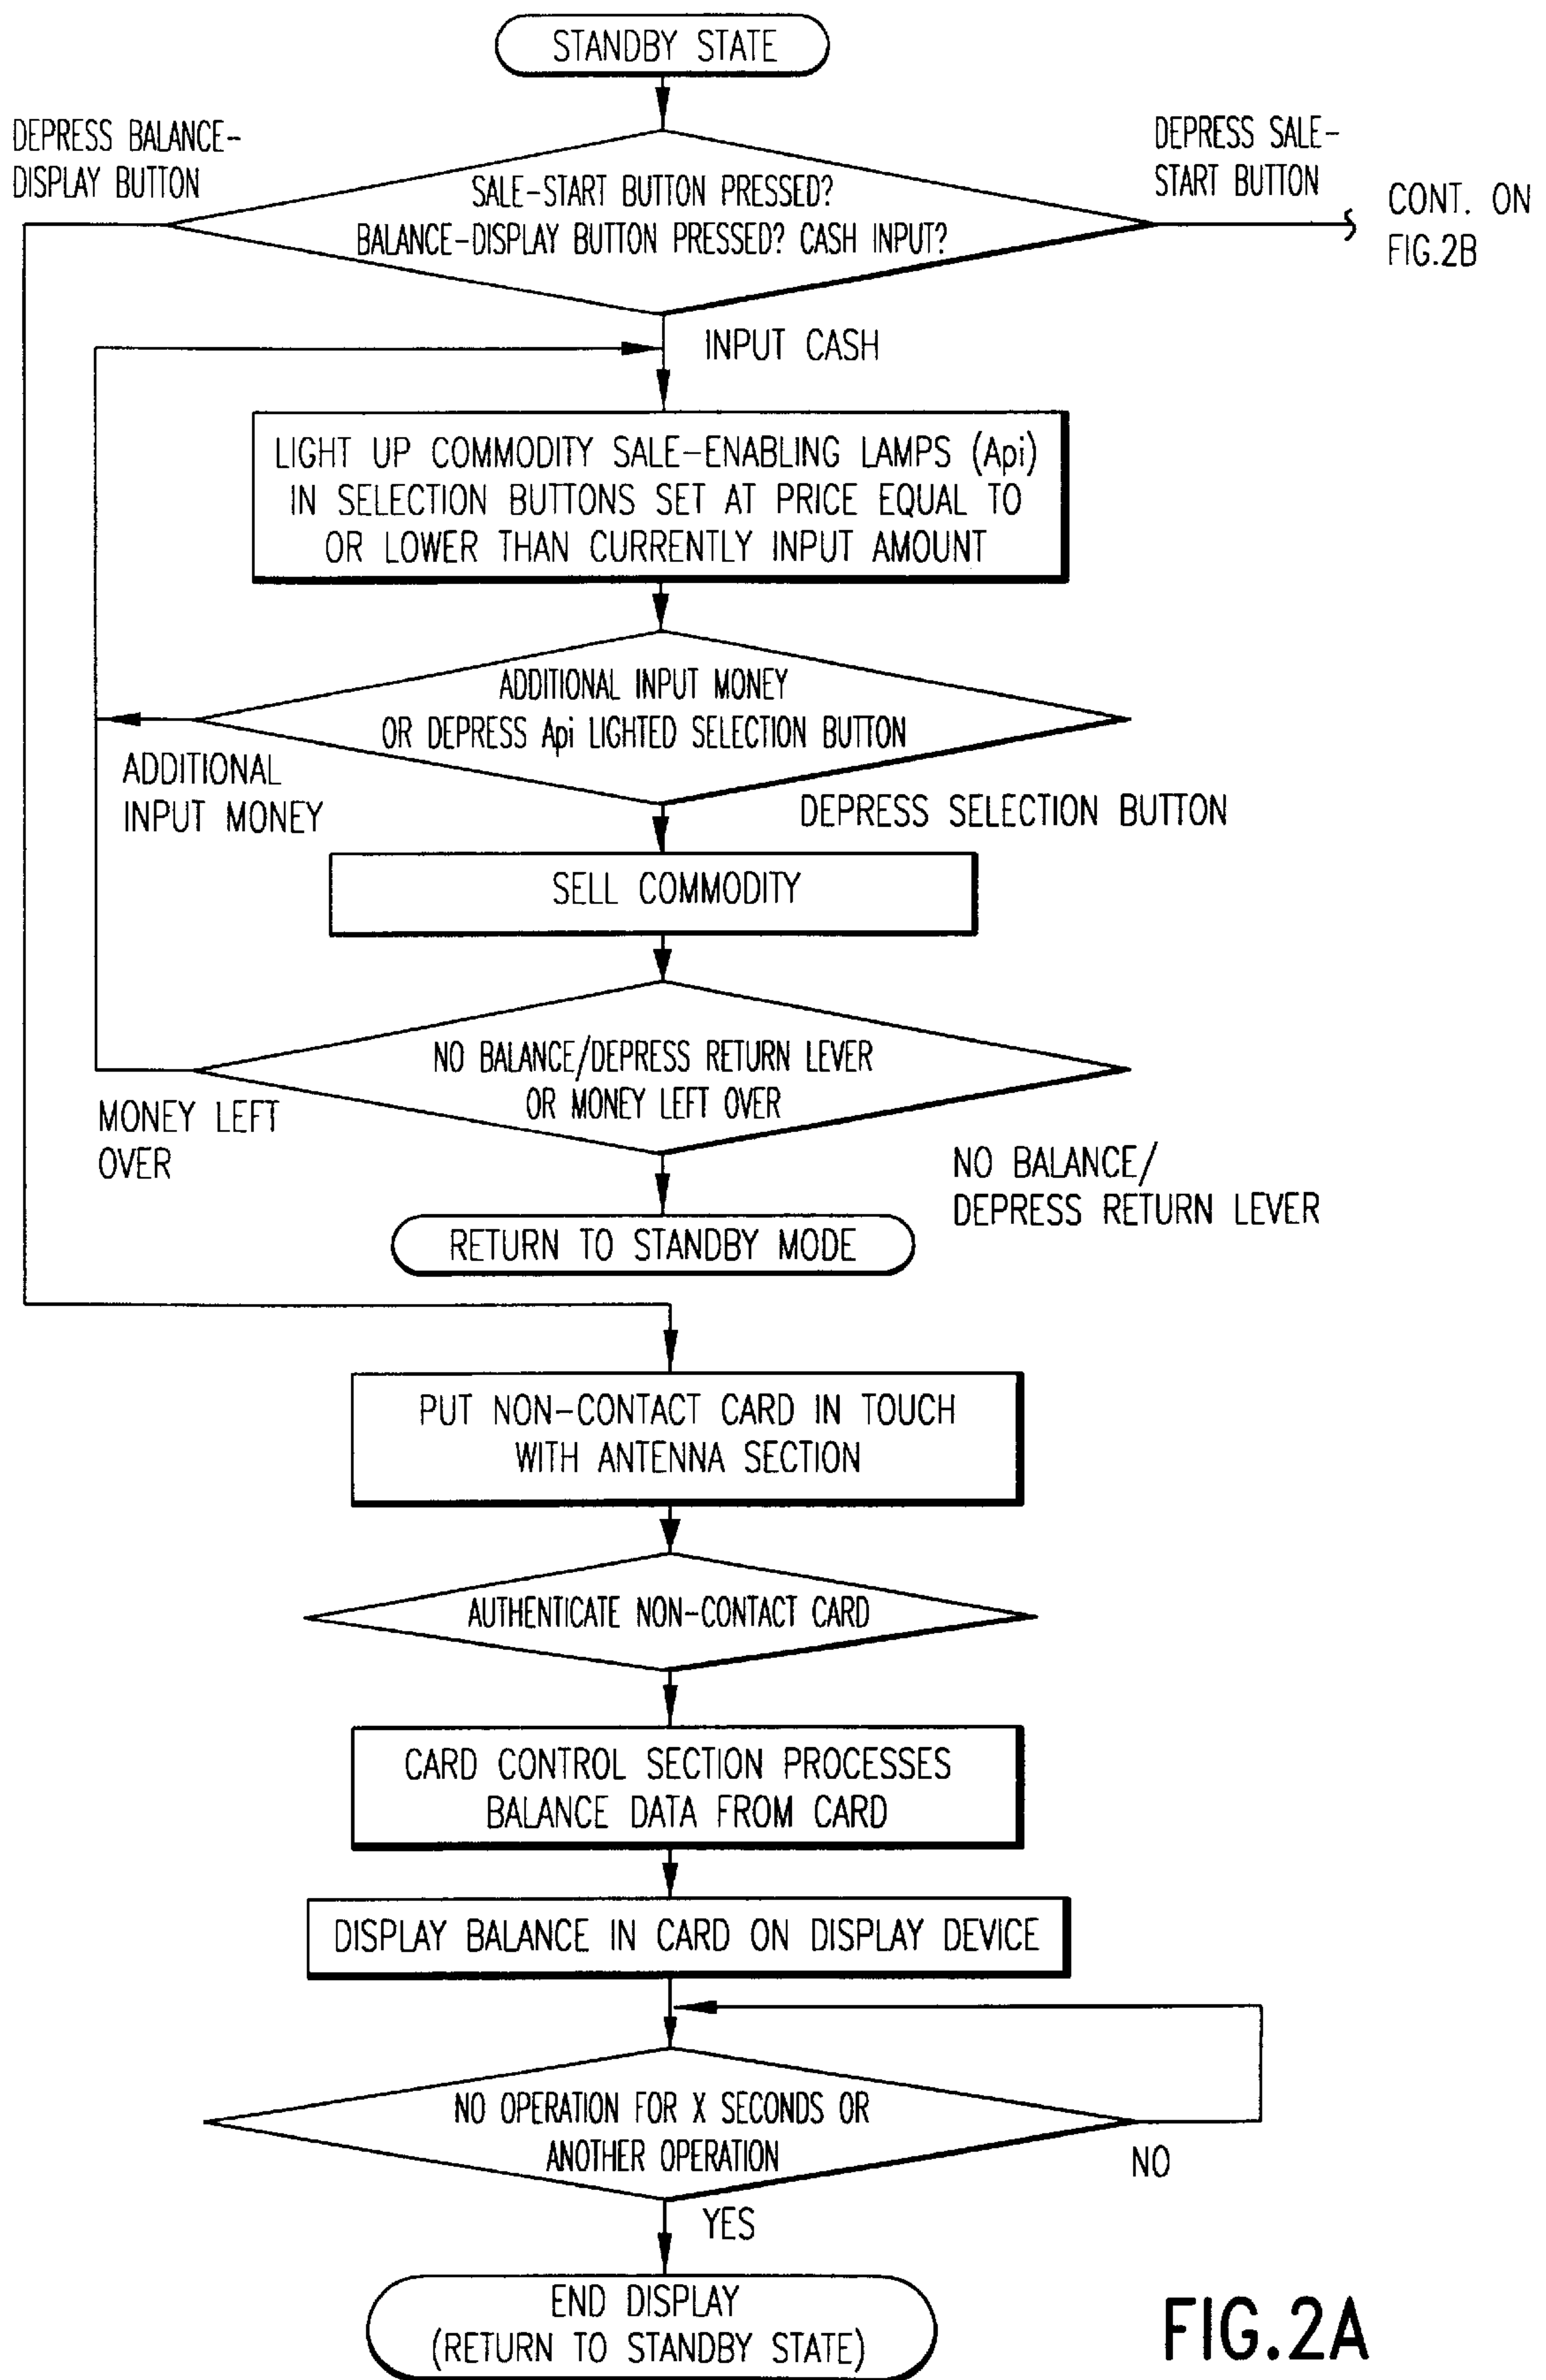 STANDBY STATE
DEPRESS BALANCE-
DISPLAY BUTTON
DEPRESS SALE-
START BUTTON
SALE-START BUTTON PRESSED?
BALANCE-DISPLAY BUTTON PRESSED? CASH INPUT?
CONT. ON
FIG.2B
INPUT CASH
LIGHT UP COMMODITY SALE-ENABLING LAMPS (Api)
IN SELECTION BUTTONS SET AT PRICE EQUAL TO
OR LOWER THAN CURRENTLY INPUT AMOUNT
ADDITIONAL INPUT MONEY
OR DEPRESS Api LIGHTED SELECTION BUTTON
ADDITIONAL
INPUT MONEY
DEPRESS SELECTION BUTTON
SELL COMMODITY
NO BALANCE/DEPRESS RETURN LEVER
OR MONEY LEFT OVER
MONEY LEFT
OVER
NO BALANCE/
DEPRESS RETURN LEVER
RETURN TO STANDBY MODE
PUT NON-CONTACT CARD IN TOUCH
WITH ANTENNA SECTION
AUTHENTICATE NON-CONTACT CARD
CARD CONTROL SECTION PROCESSES
BALANCE DATA FROM CARD
DISPLAY BALANCE IN CARD ON DISPLAY DEVICE
NO OPERATION FOR X SECONDS OR
ANOTHER OPERATION
NO
YES
END DISPLAY
(RETURN TO STANDBY STATE)
FIG.2A